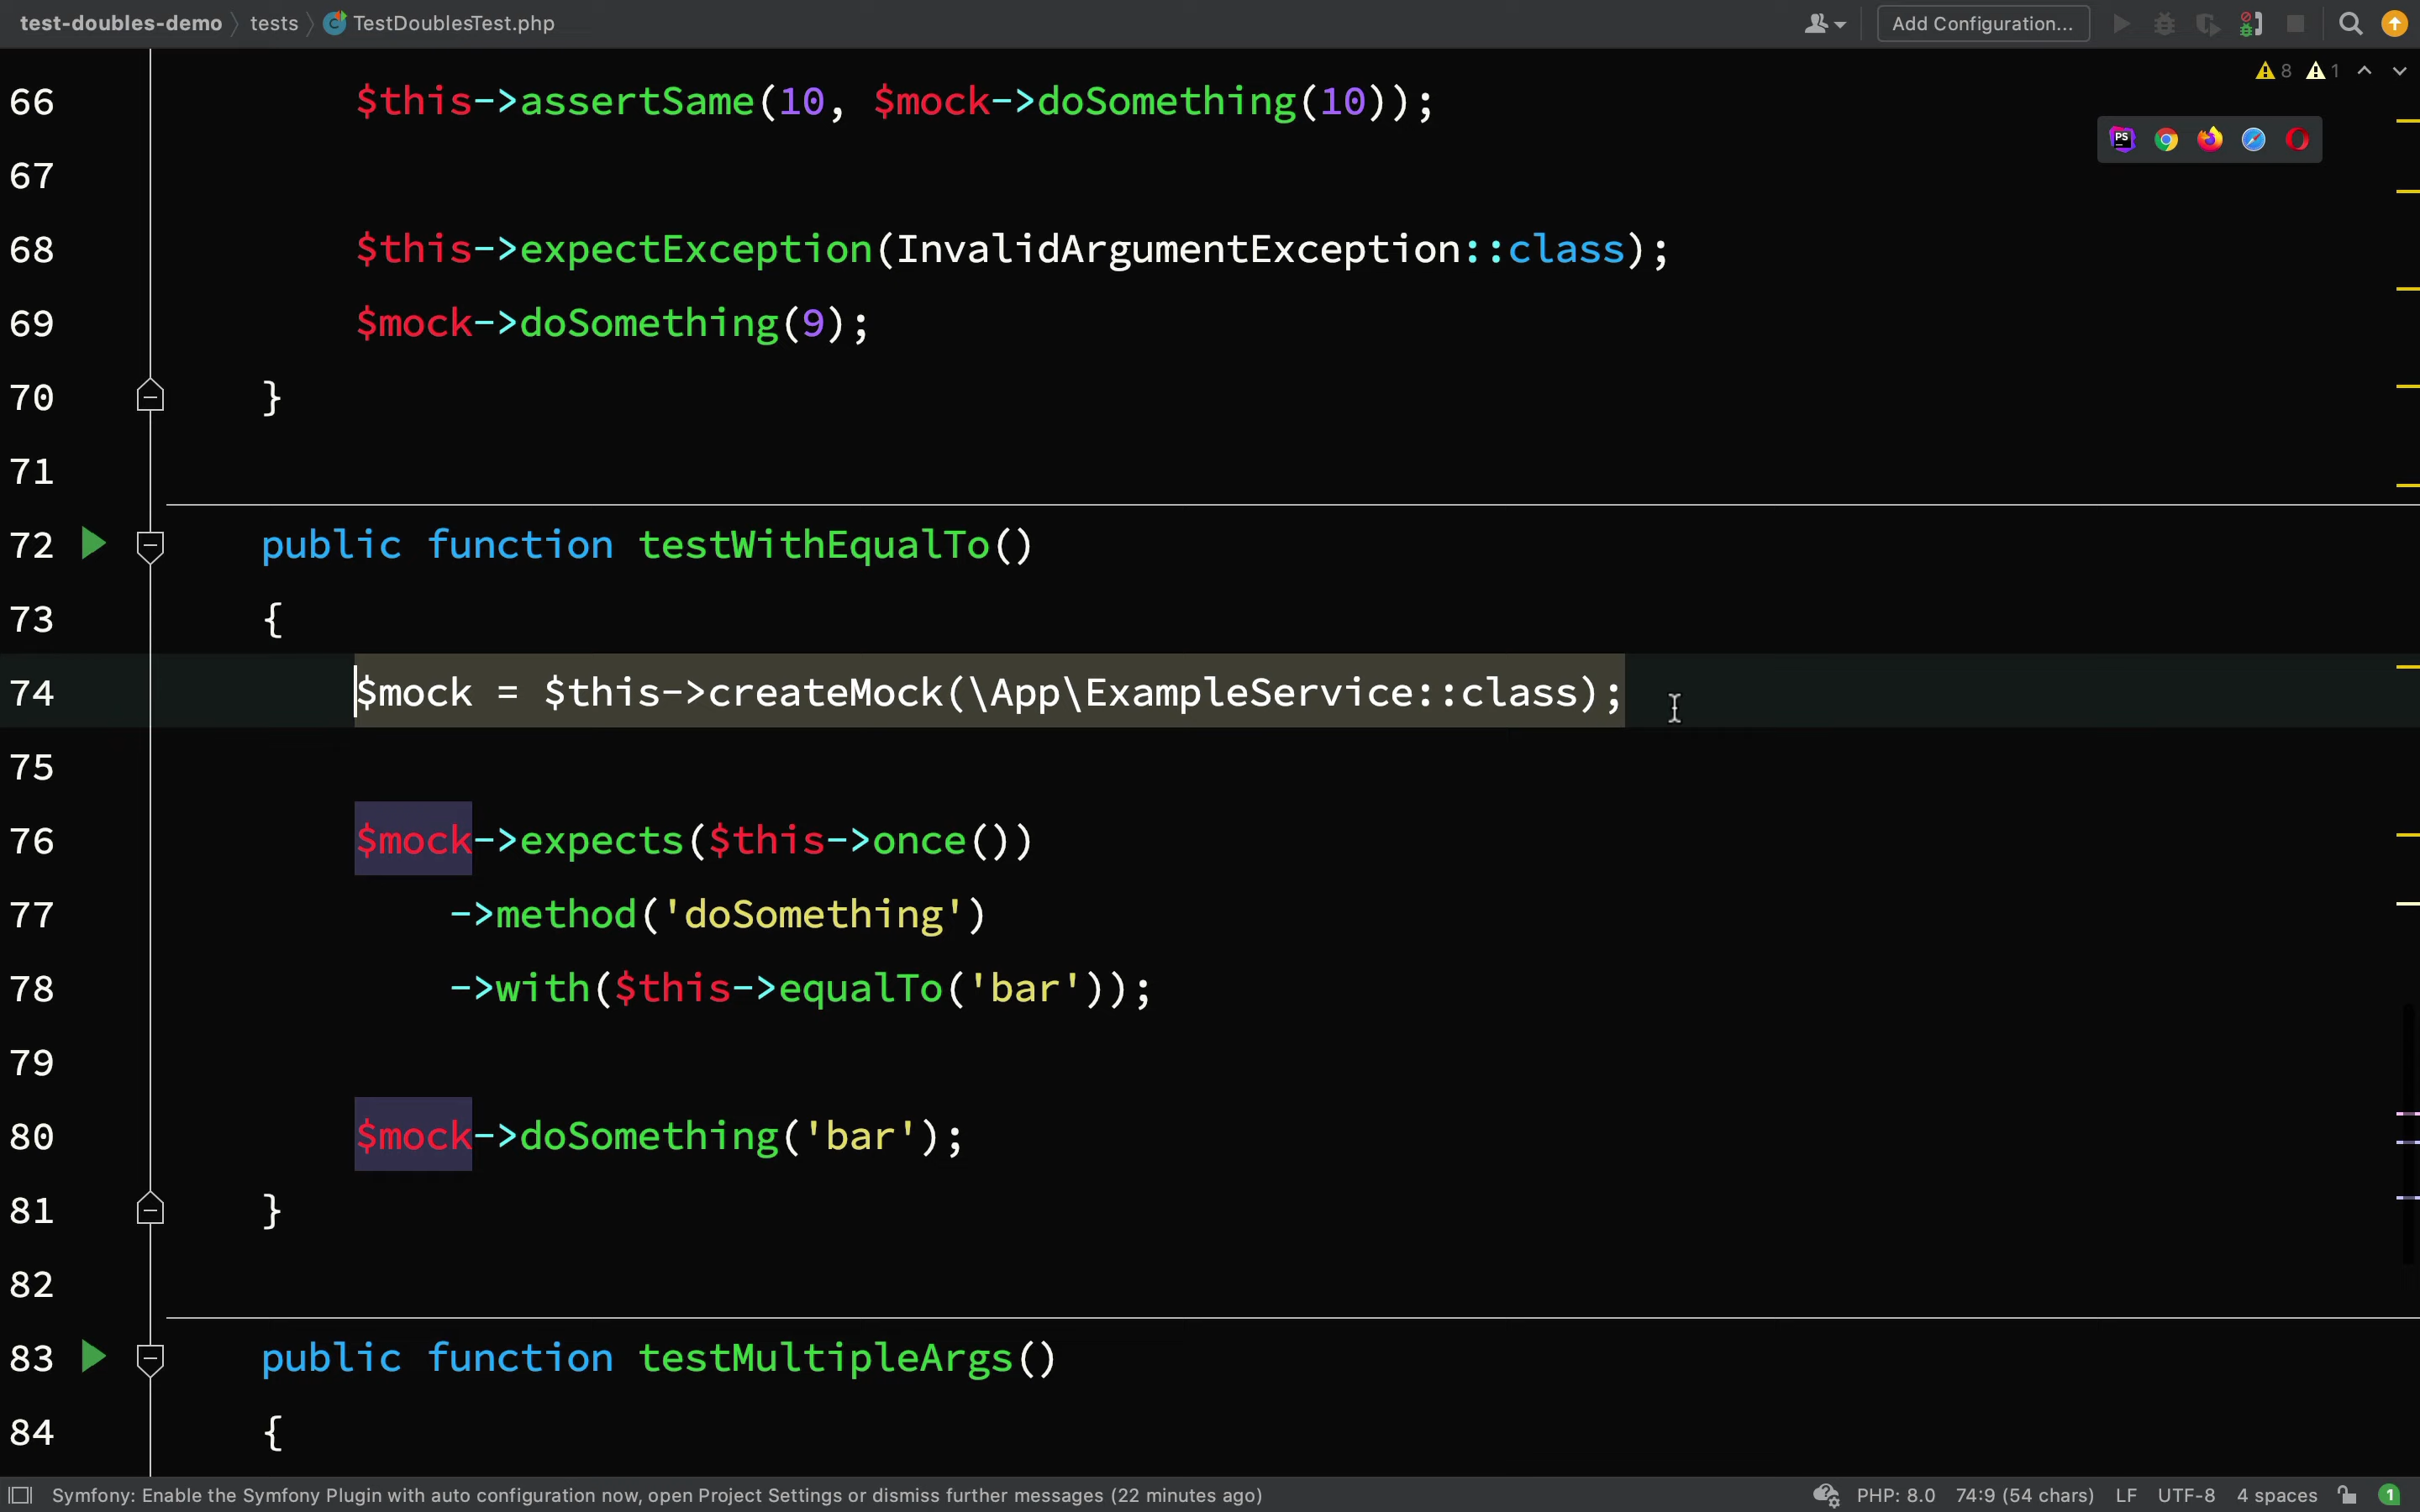 test-doubles-demo tests TestDoublesTest.php Add Configuration...
8 1
66 $this->assertSame(10, $mock->doSomething(10));
PS
67
68 $this->expectException(InvalidArgumentException::class);
69 $mock->doSomething(9);
70 }
71
72 public function testWithEqualTo()
73 {
74 $mock = $this->createMock(\App\ExampleService::class);
75
76 $mock->expects($this->once())
77 ->method('doSomething')
78 ->with($this->equalTo('bar'));
79
80 $mock->doSomething('bar');
81 }
82
83 public function testMultipleArgs()
84 {
Symfony: Enable the Symfony Plugin with auto configuration now, open Project Settings or dismiss further messages (22 minutes ago) PHP: 8.0 74:9 (54 chars) LF UTF-8 4 spaces 1